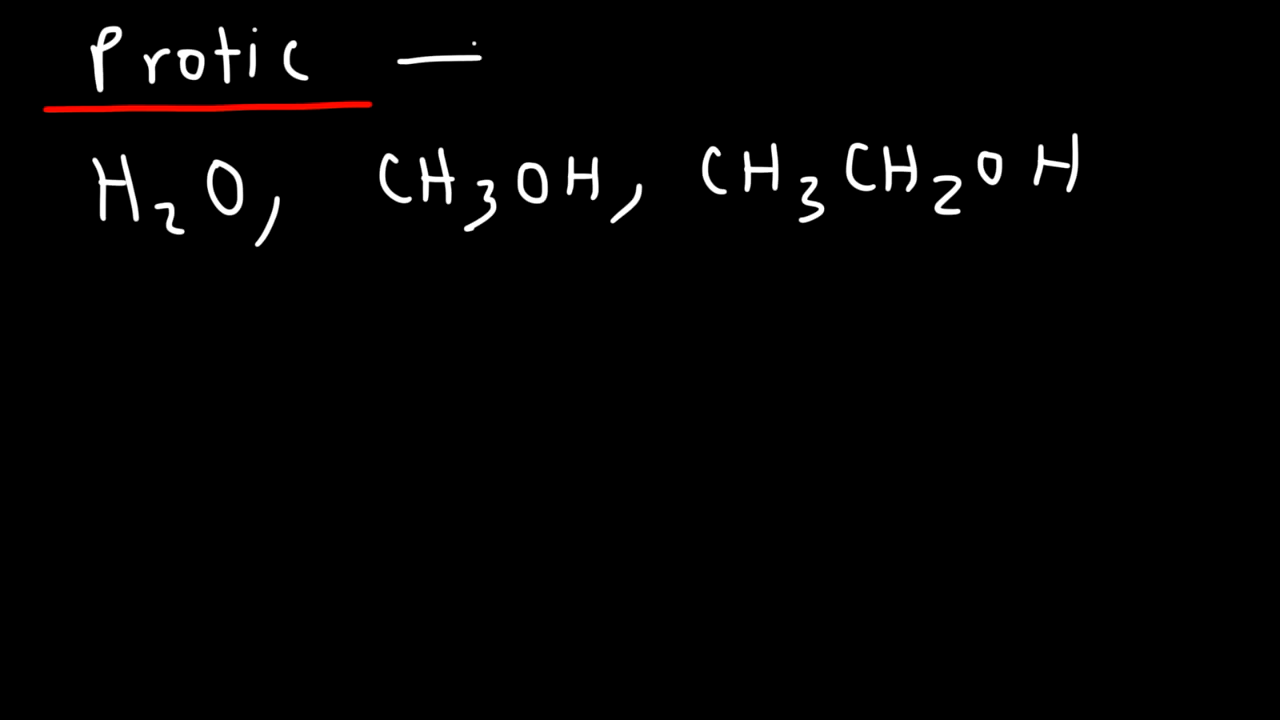 Protic —
H₂O, CH₃OH, CH₃CH₂OH